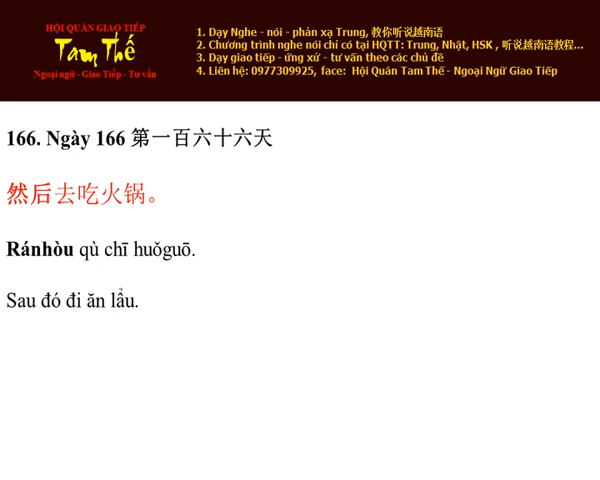 HỘI QUÁN GIAO TIẾP
Tam Thế
Ngoại ngữ - Giao Tiếp - Tư vấn
1. Dạy Nghe - nói - phản xạ Trung, 教你听说越南语
2. Chương trình nghe nói chỉ có tại HQTT: Trung, Nhật, HSK , 听说越南语教程...
3. Dạy giao tiếp - ứng xử - tư vấn theo các chủ đề
4. Liên hệ: 0977309925, face: Hội Quán Tam Thế - Ngoại Ngữ Giao Tiếp
166. Ngày 166 第一百六十六天
然后去吃火锅。
Ránhòu qù chī huǒguō.
Sau đó đi ăn lẩu.